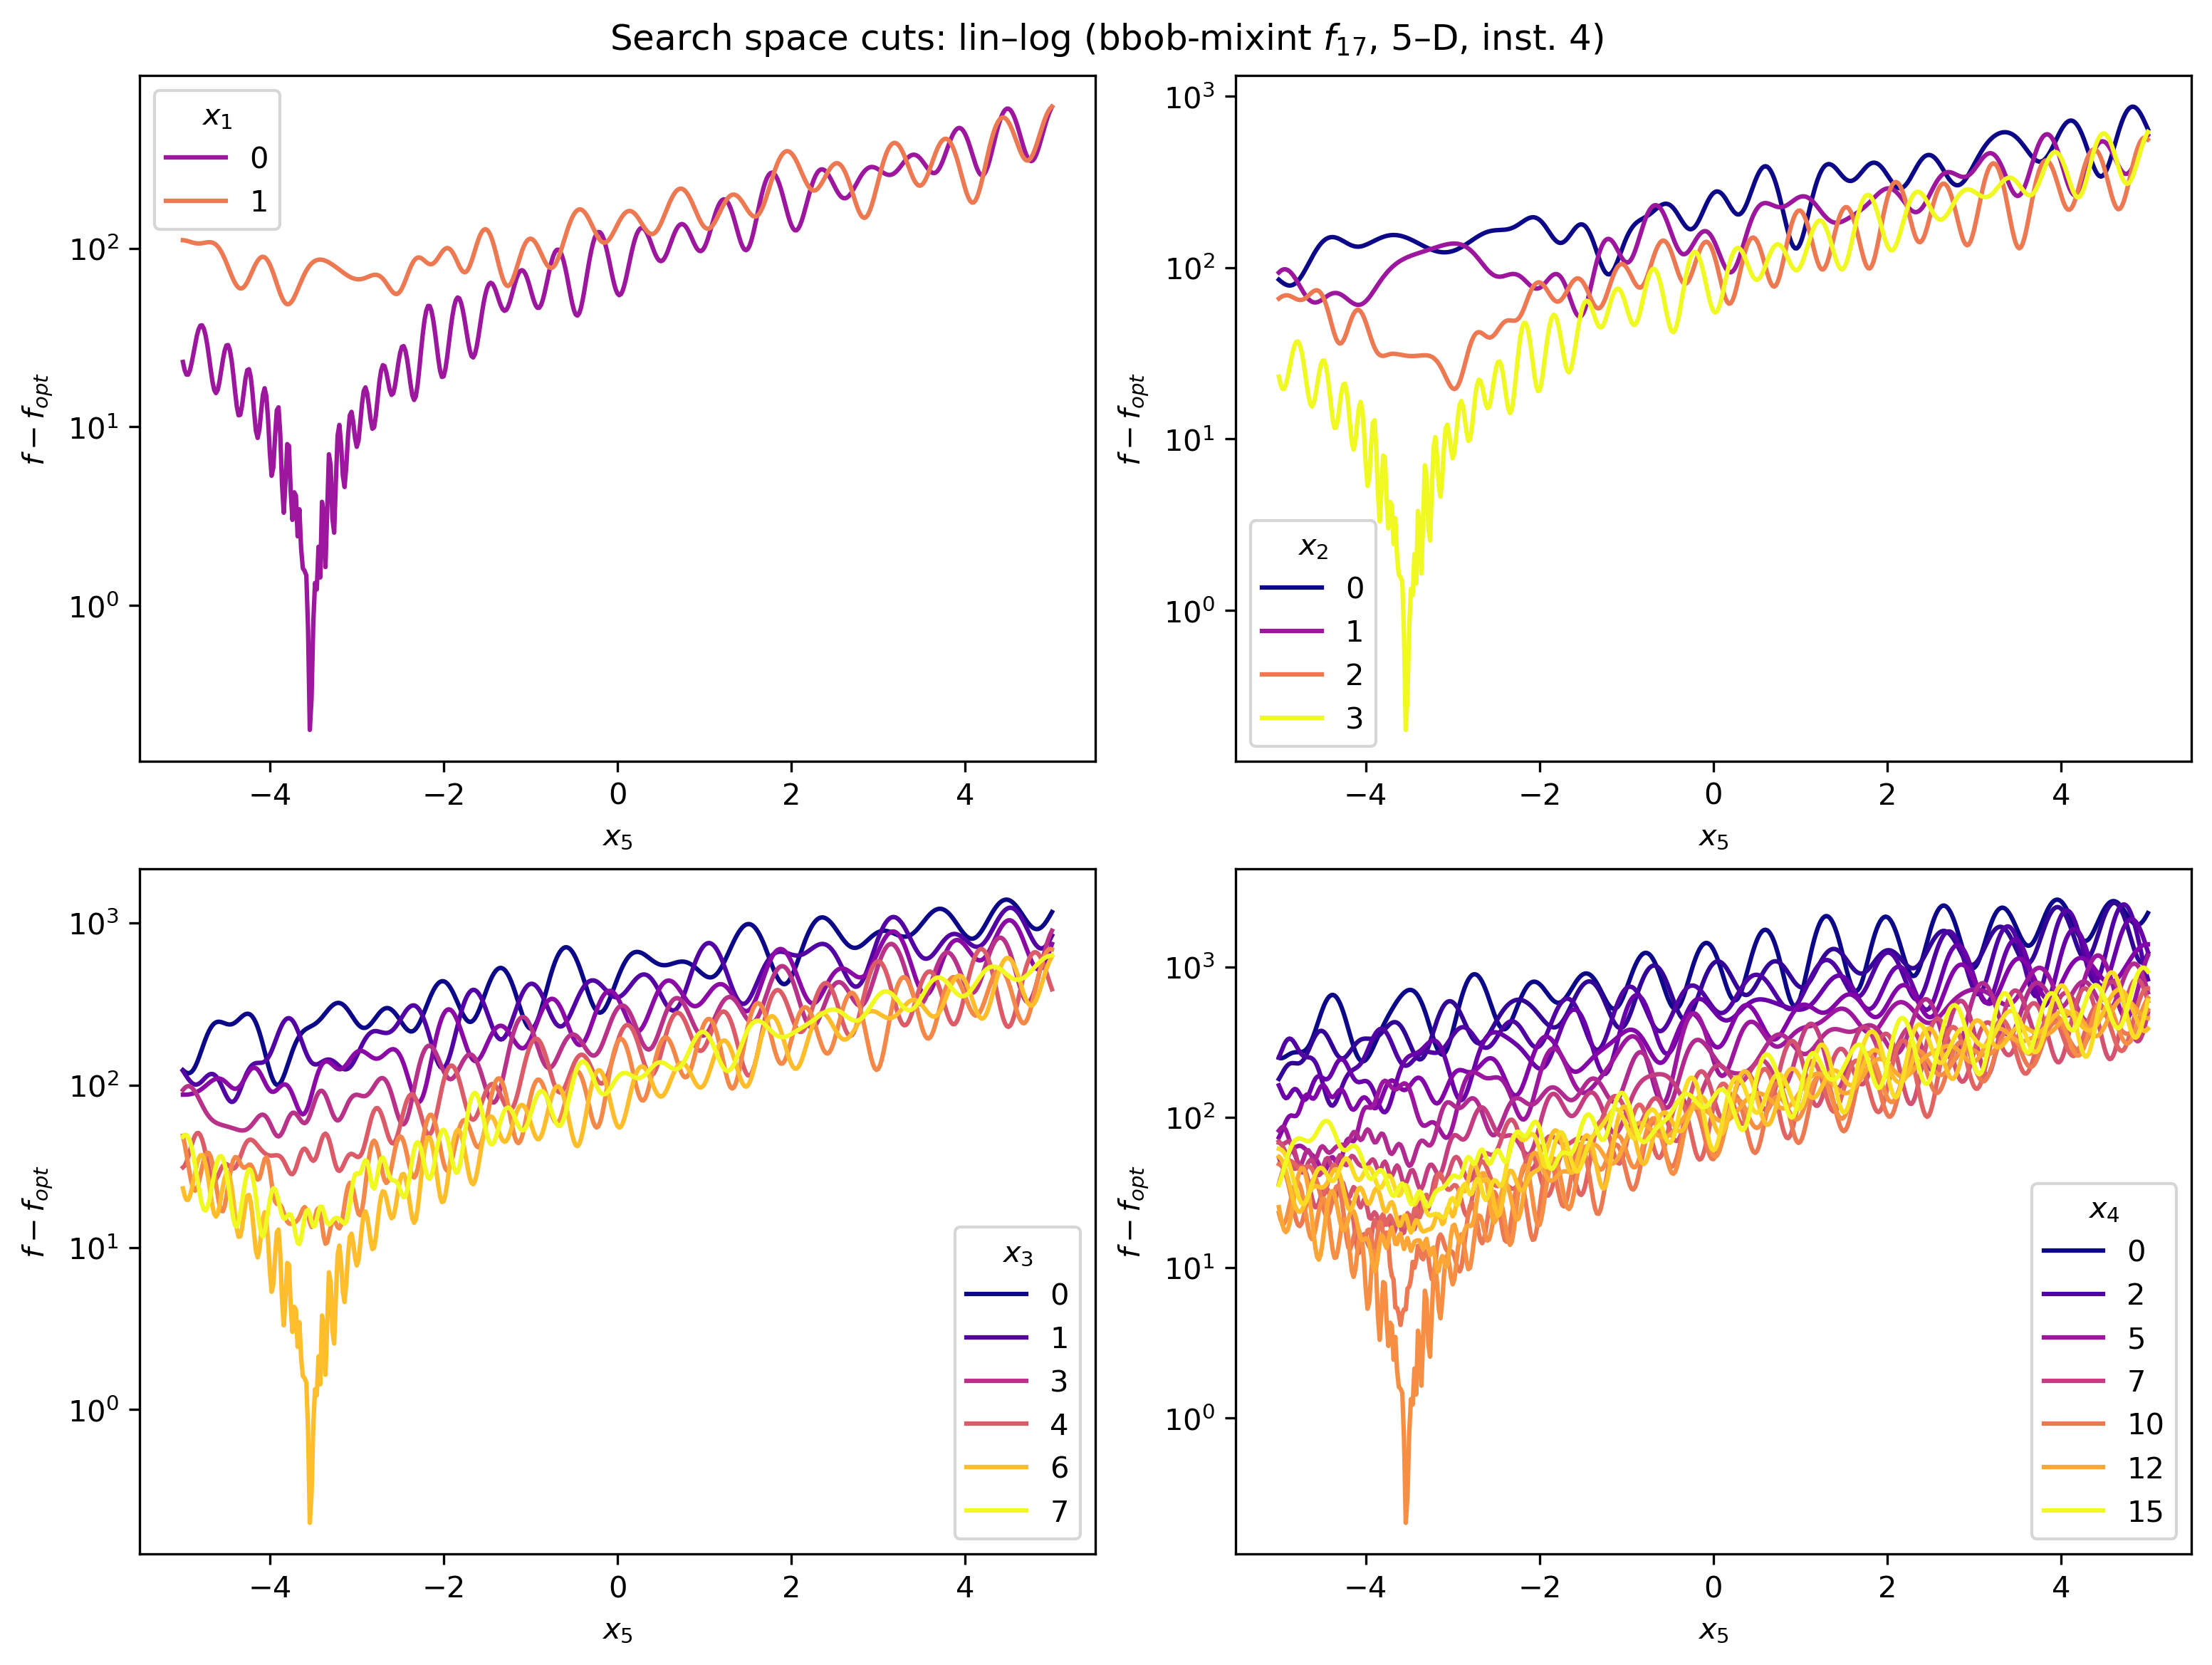 Search space cuts: lin–log (bbob-mixint f17, 5–D, inst. 4)
x1
0
1
10^2
10^1
10^0
f − fopt
−4 −2 0 2 4
x5
10^3
10^2
10^1
10^0
f − fopt
x2
0
1
2
3
−4 −2 0 2 4
x5
10^3
10^2
10^1
10^0
f − fopt
x3
0
1
3
4
6
7
−4 −2 0 2 4
x5
10^3
10^2
10^1
10^0
f − fopt
x4
0
2
5
7
10
12
15
−4 −2 0 2 4
x5